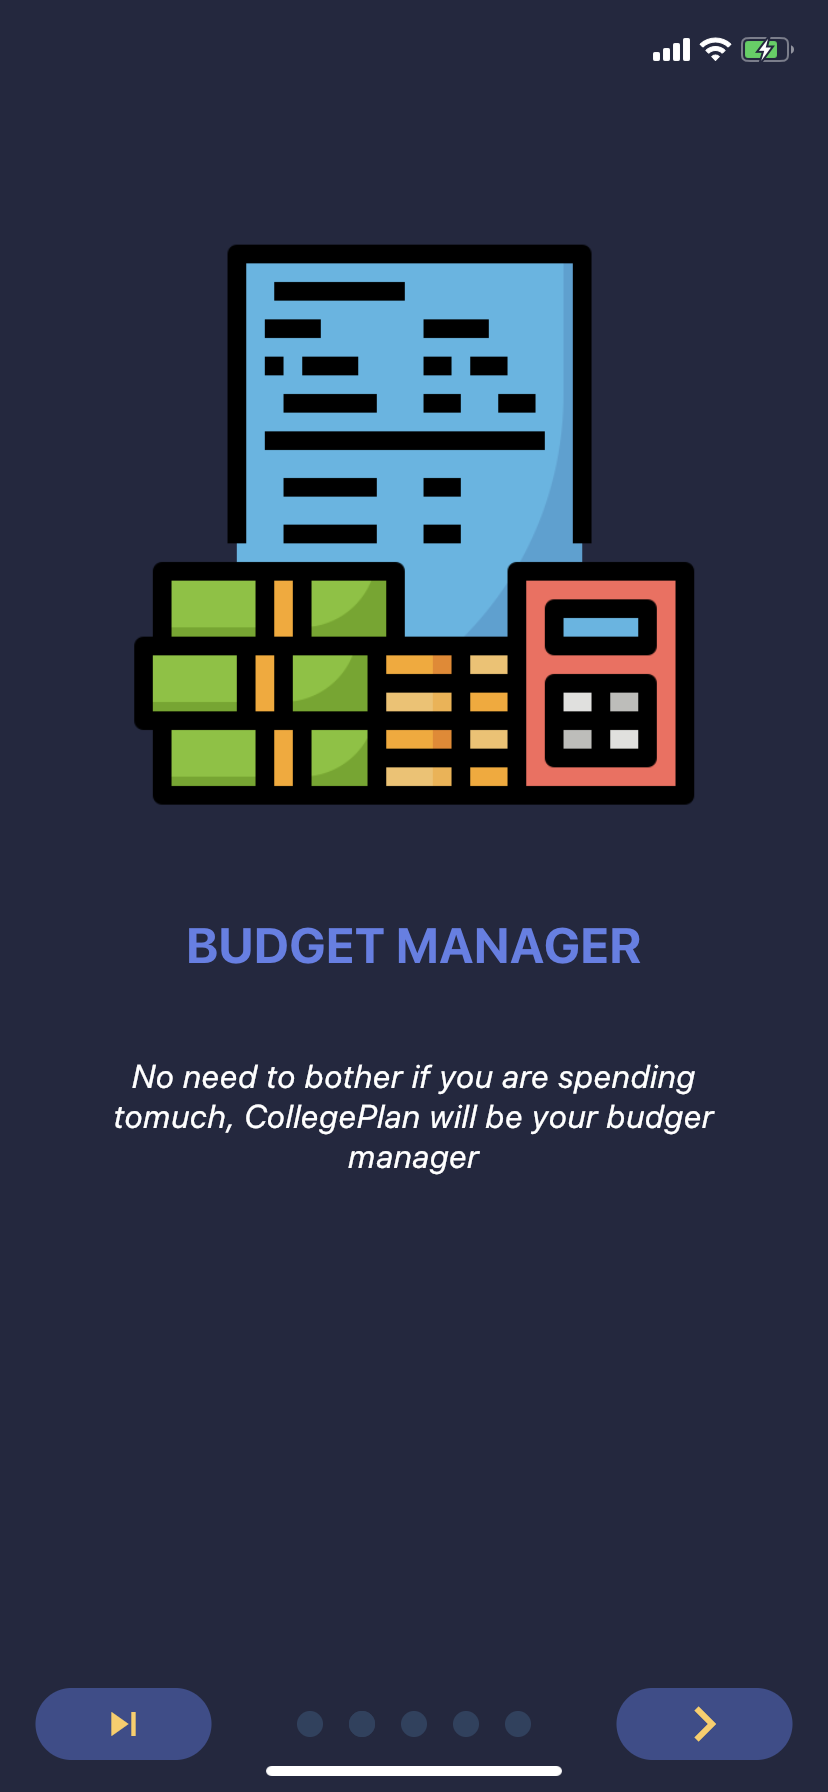 BUDGET MANAGER
No need to bother if you are spending
tomuch, CollegePlan will be your budger
manager